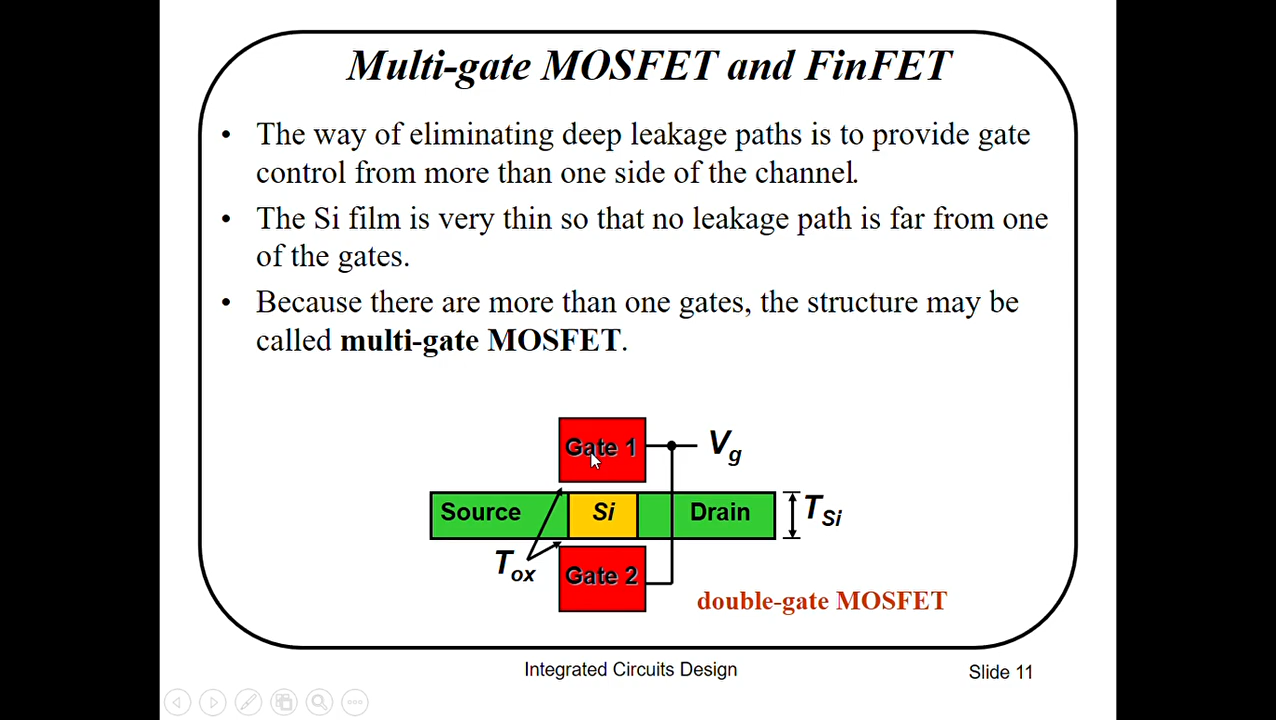 Multi-gate MOSFET and FinFET
• The way of eliminating deep leakage paths is to provide gate
control from more than one side of the channel.
• The Si film is very thin so that no leakage path is far from one
of the gates.
• Because there are more than one gates, the structure may be
called multi-gate MOSFET.
Gate 1
Vg
Source
Si
Drain
TSi
Tox
Gate 2
double-gate MOSFET
Integrated Circuits Design
Slide 11